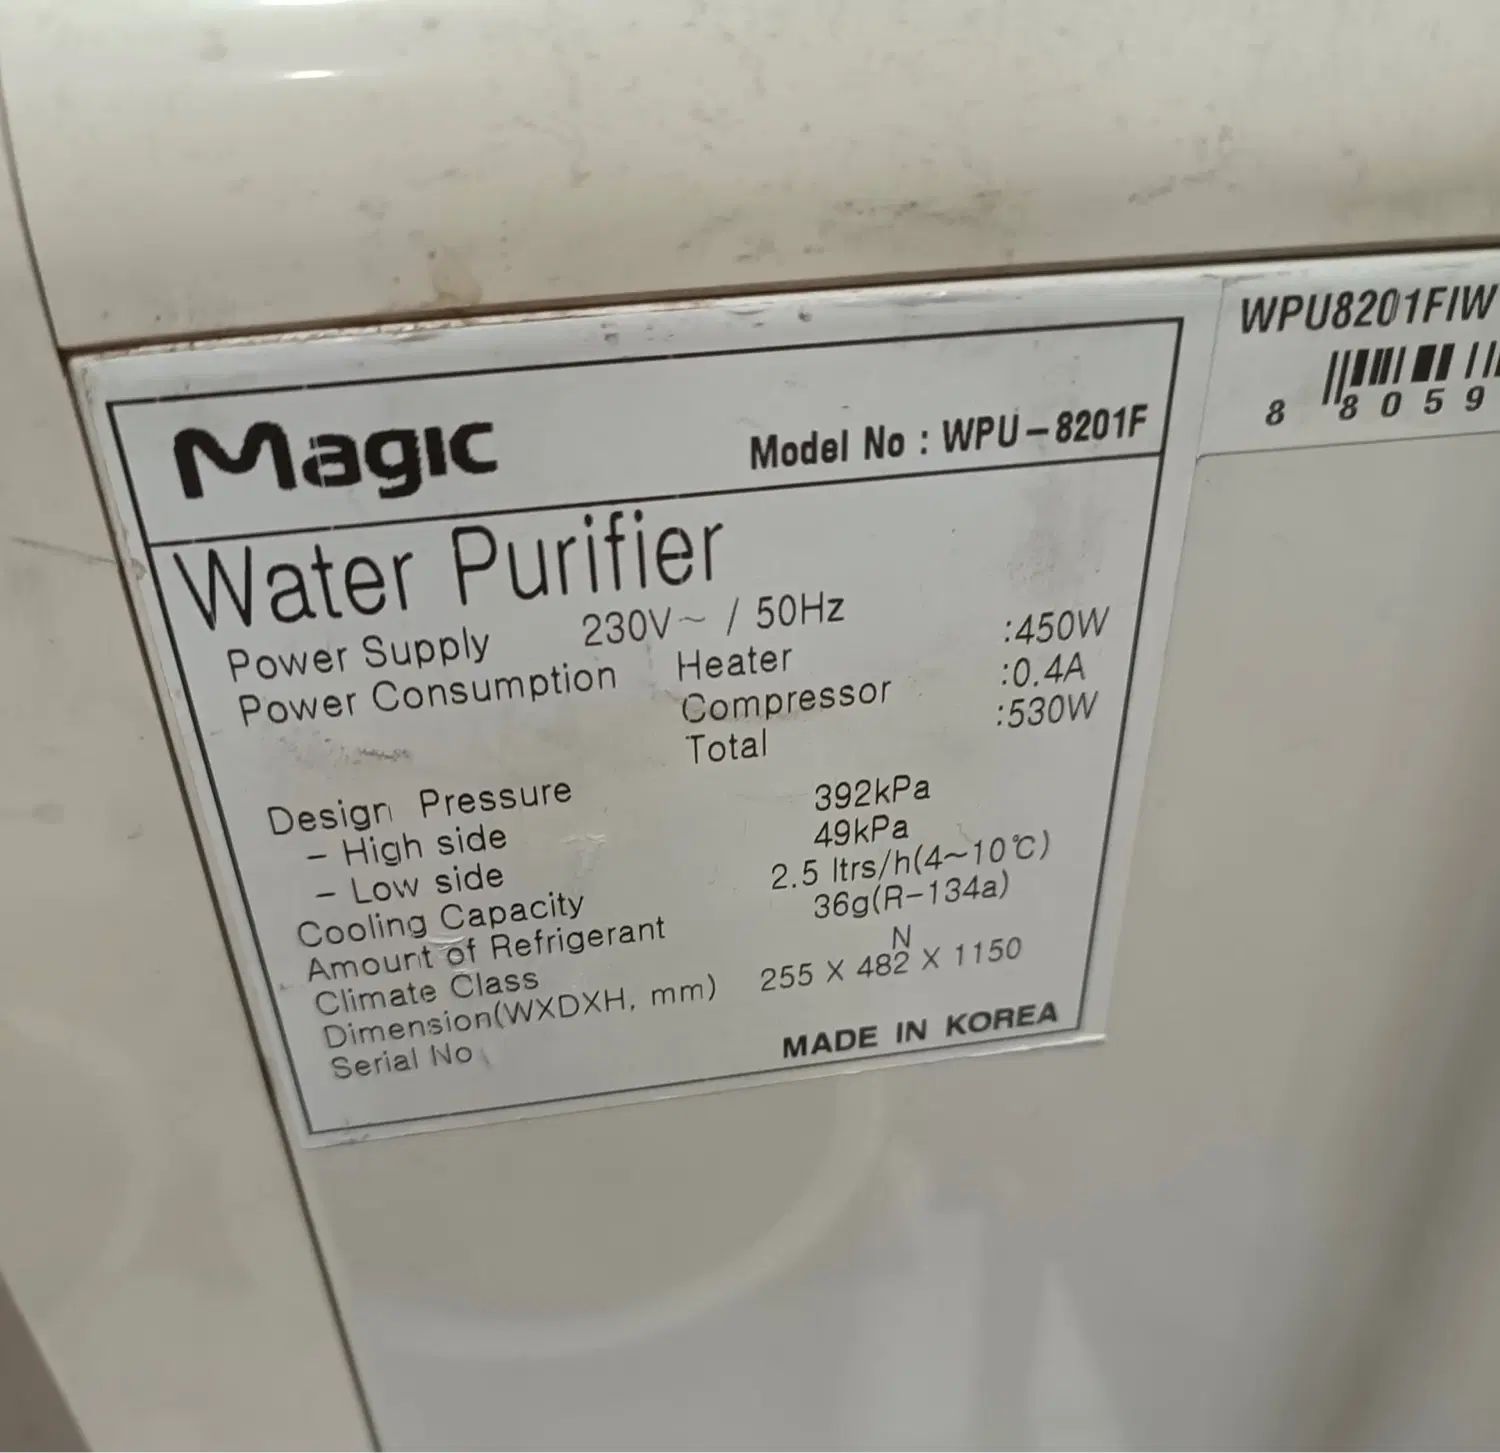 WPU8201FIW
8 8059
Magic
Model No : WPU-8201F
Water Purifier
Power Supply 230V~ / 50Hz
Power Consumption Heater :450W
Compressor :0.4A
Total :530W
Design Pressure
- High side 392kPa
- Low side 49kPa
Cooling Capacity 2.5 ltrs/h(4~10℃)
Amount of Refrigerant 36g(R-134a)
Climate Class N
Dimension(WXDXH, mm) 255 X 482 X 1150
Serial No
MADE IN KOREA